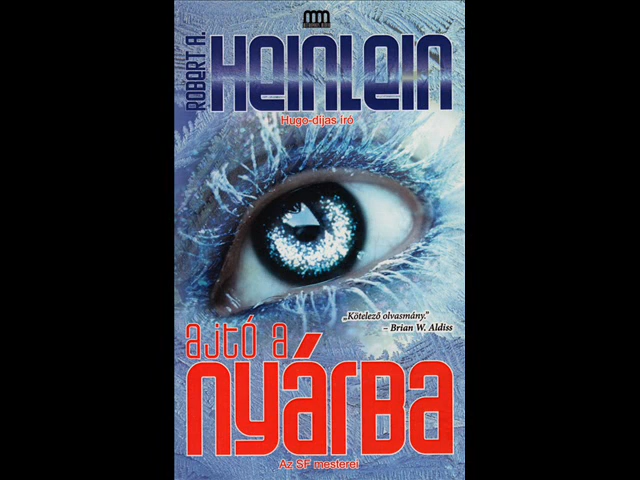 ROBERT A.
HEINLEIN
Hugo-díjas író
„Kötelező olvasmány."
– Brian W. Aldiss
ajtó a
nyárba
Az SF mesterei